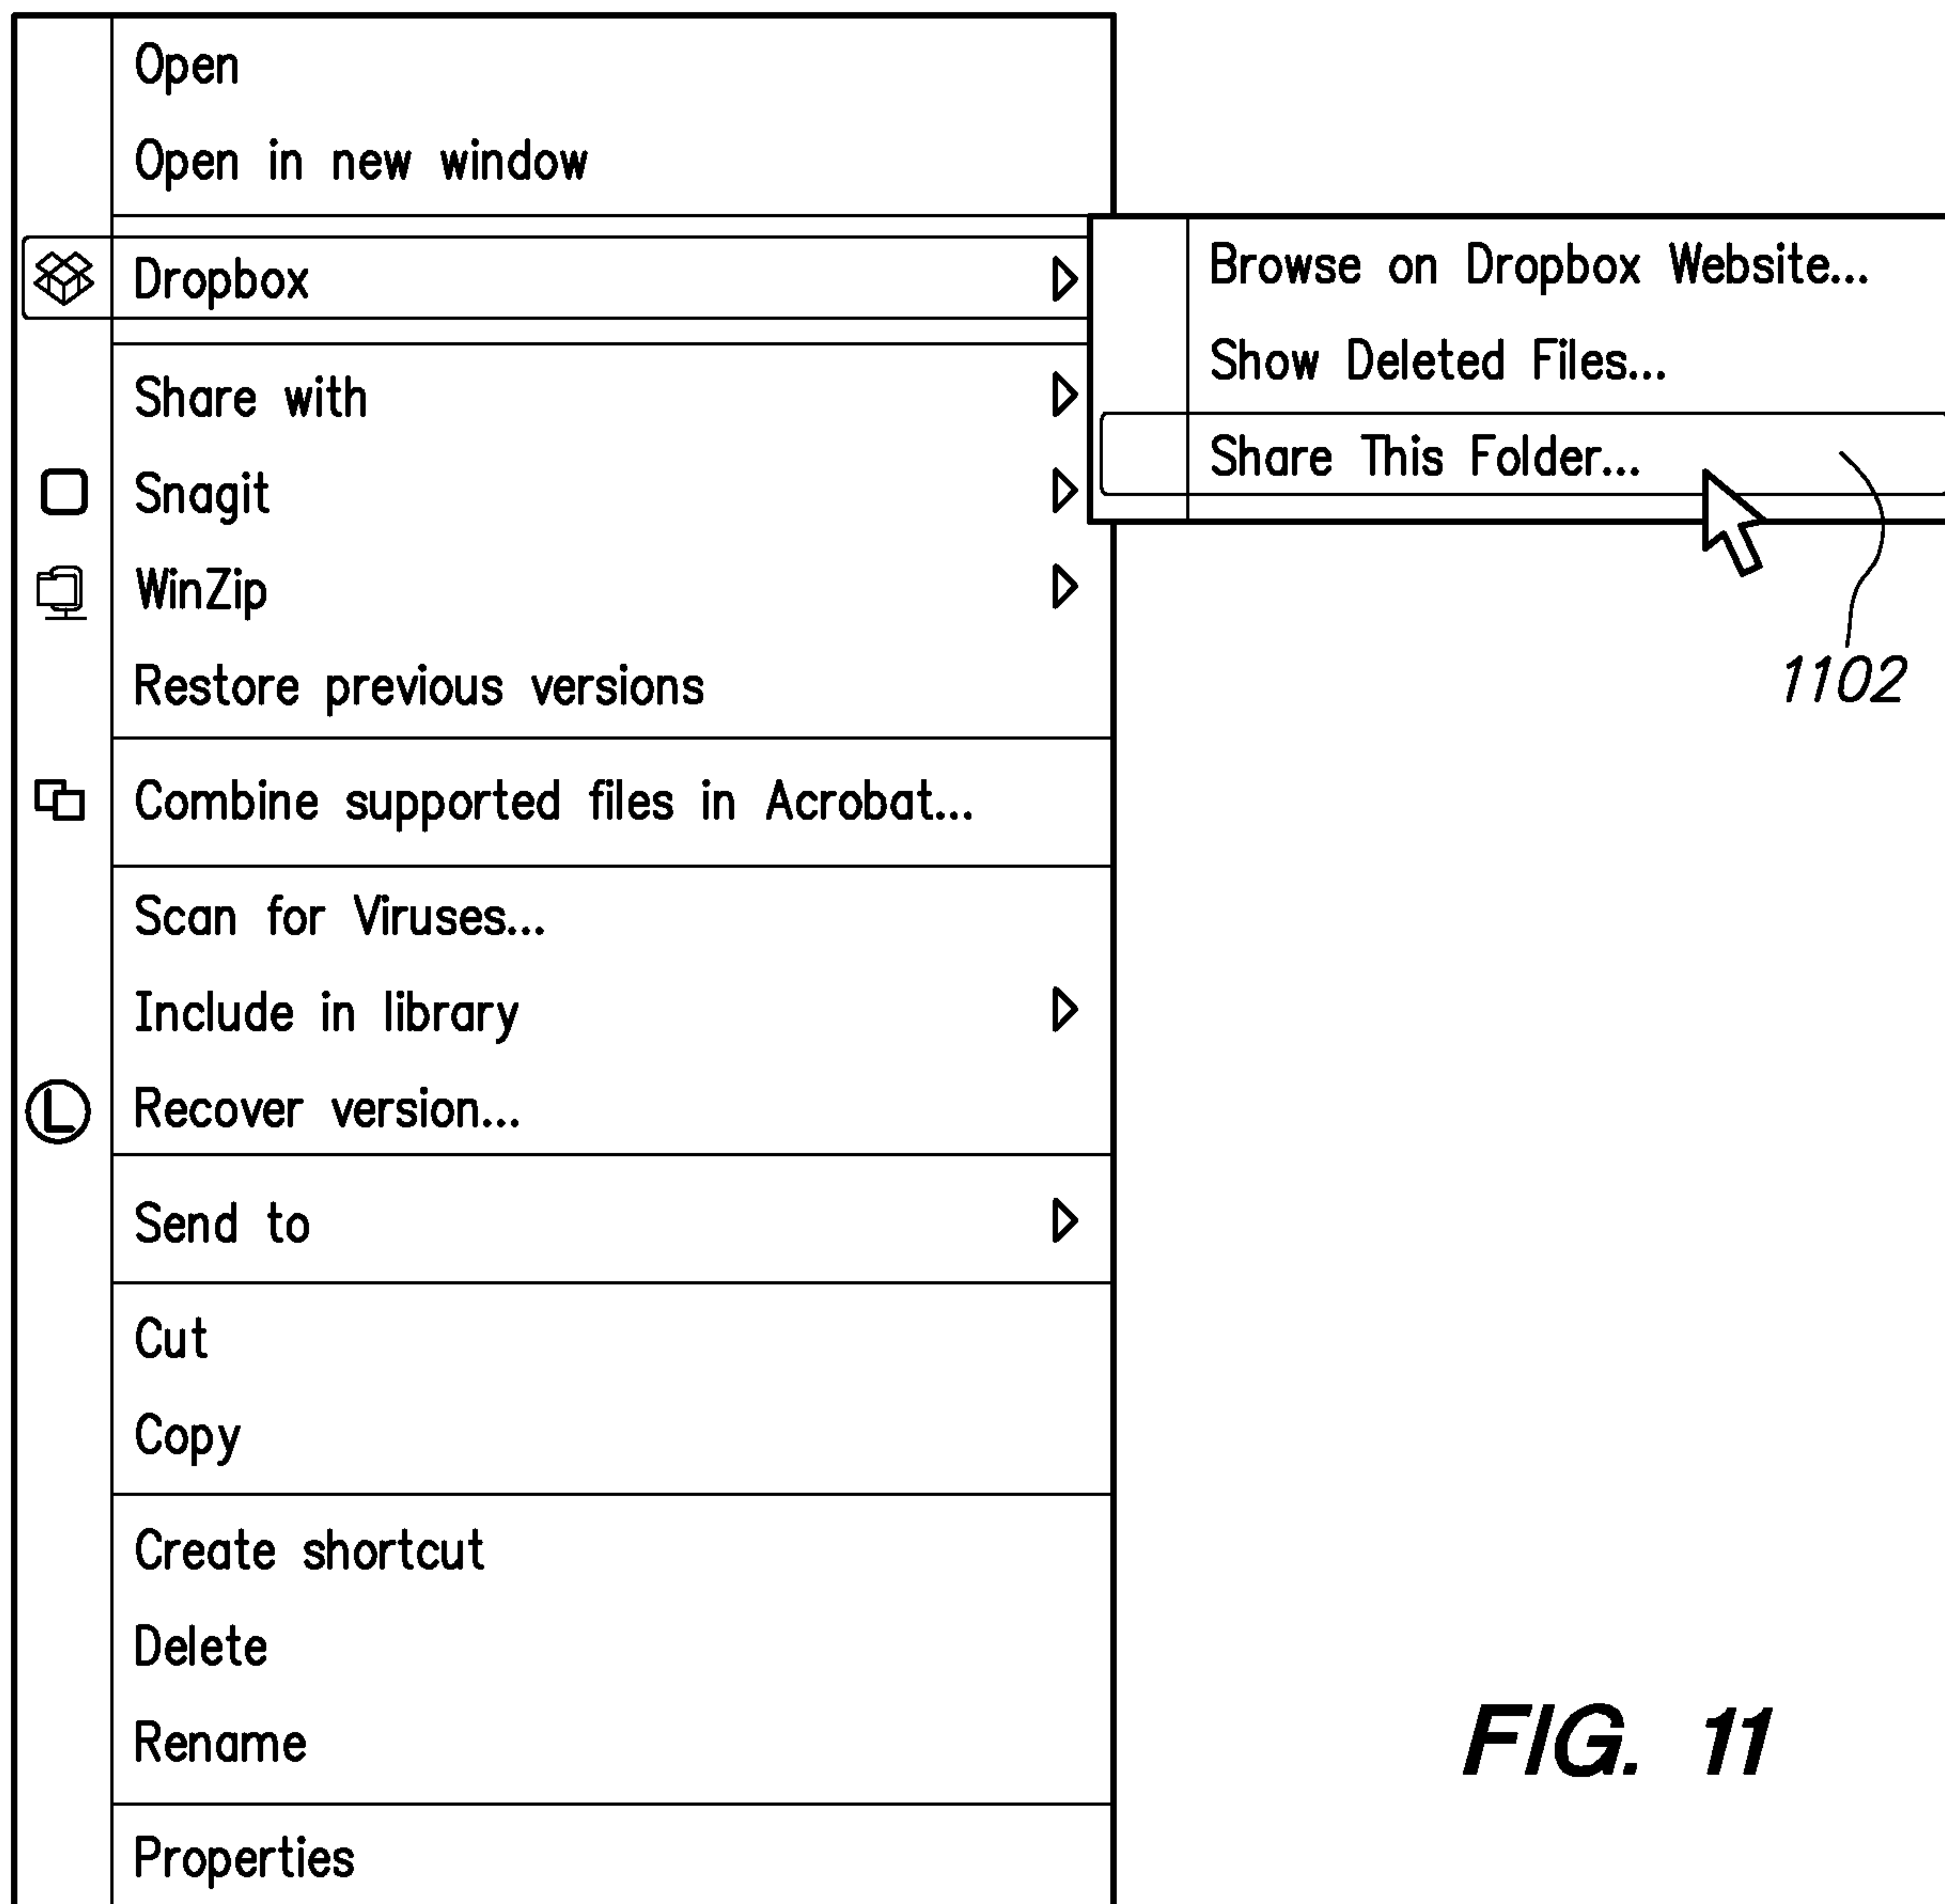 Open
Open in new window
Dropbox
Browse on Dropbox Website...
Show Deleted Files...
Share This Folder...
1102
Share with
Snagit
WinZip
Restore previous versions
Combine supported files in Acrobat...
Scan for Viruses...
Include in library
L Recover version...
Send to
Cut
Copy
Create shortcut
Delete
Rename
Properties
FIG. 11